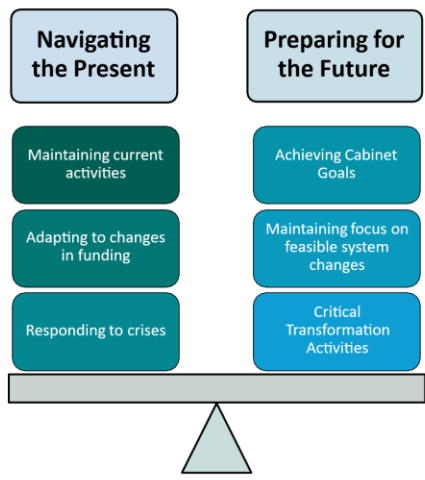 Navigating
the Present
Preparing for
the Future
Maintaining current
activities
Adapting to changes
in funding
Responding to crises
Achieving Cabinet
Goals
Maintaining focus on
feasible system
changes
Critical
Transformation
Activities